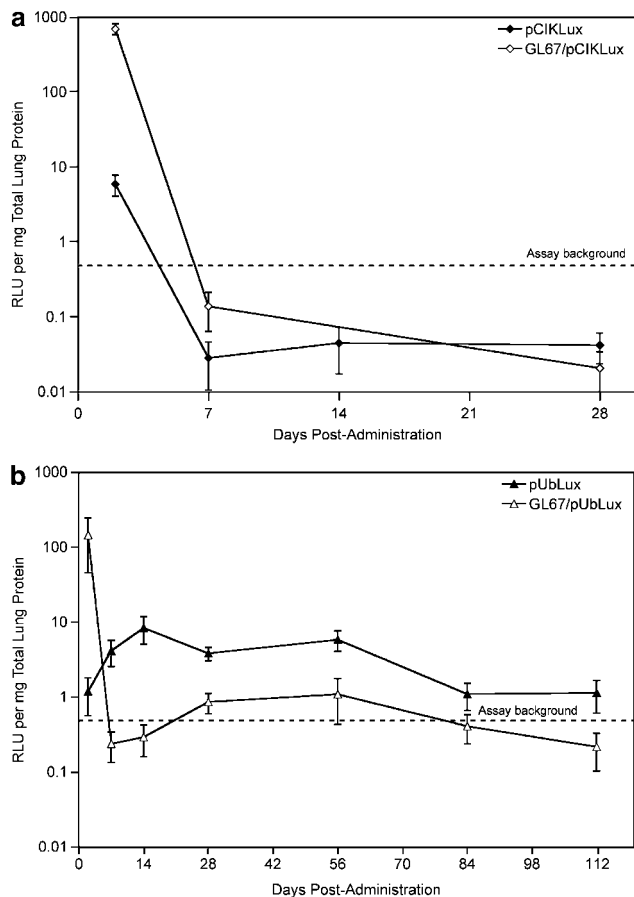 a
1000
100
10
1
0.1
0.01
RLU per mg Total Lung Protein
pCIKLux
GL67/pCIKLux
Assay background
0 7 14 21 28
Days Post-Administration
b
1000
100
10
1
0.1
0.01
RLU per mg Total Lung Protein
pUbLux
GL67/pUbLux
Assay background
0 14 28 42 56 70 84 98 112
Days Post-Administration